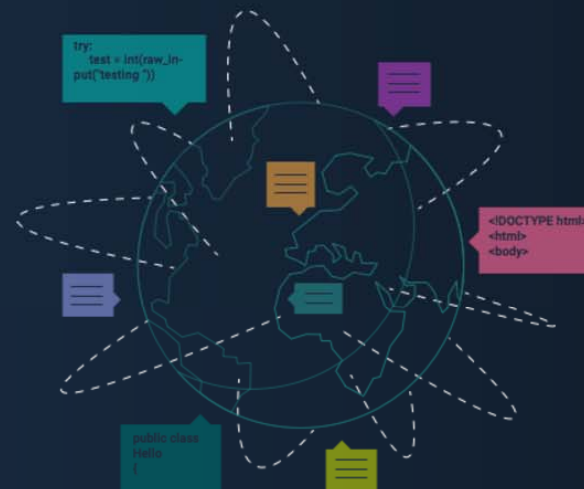 try:
test = int(raw_in-
put("testing "))
<!DOCTYPE html>
<html>
<body>
public class
Hello
{